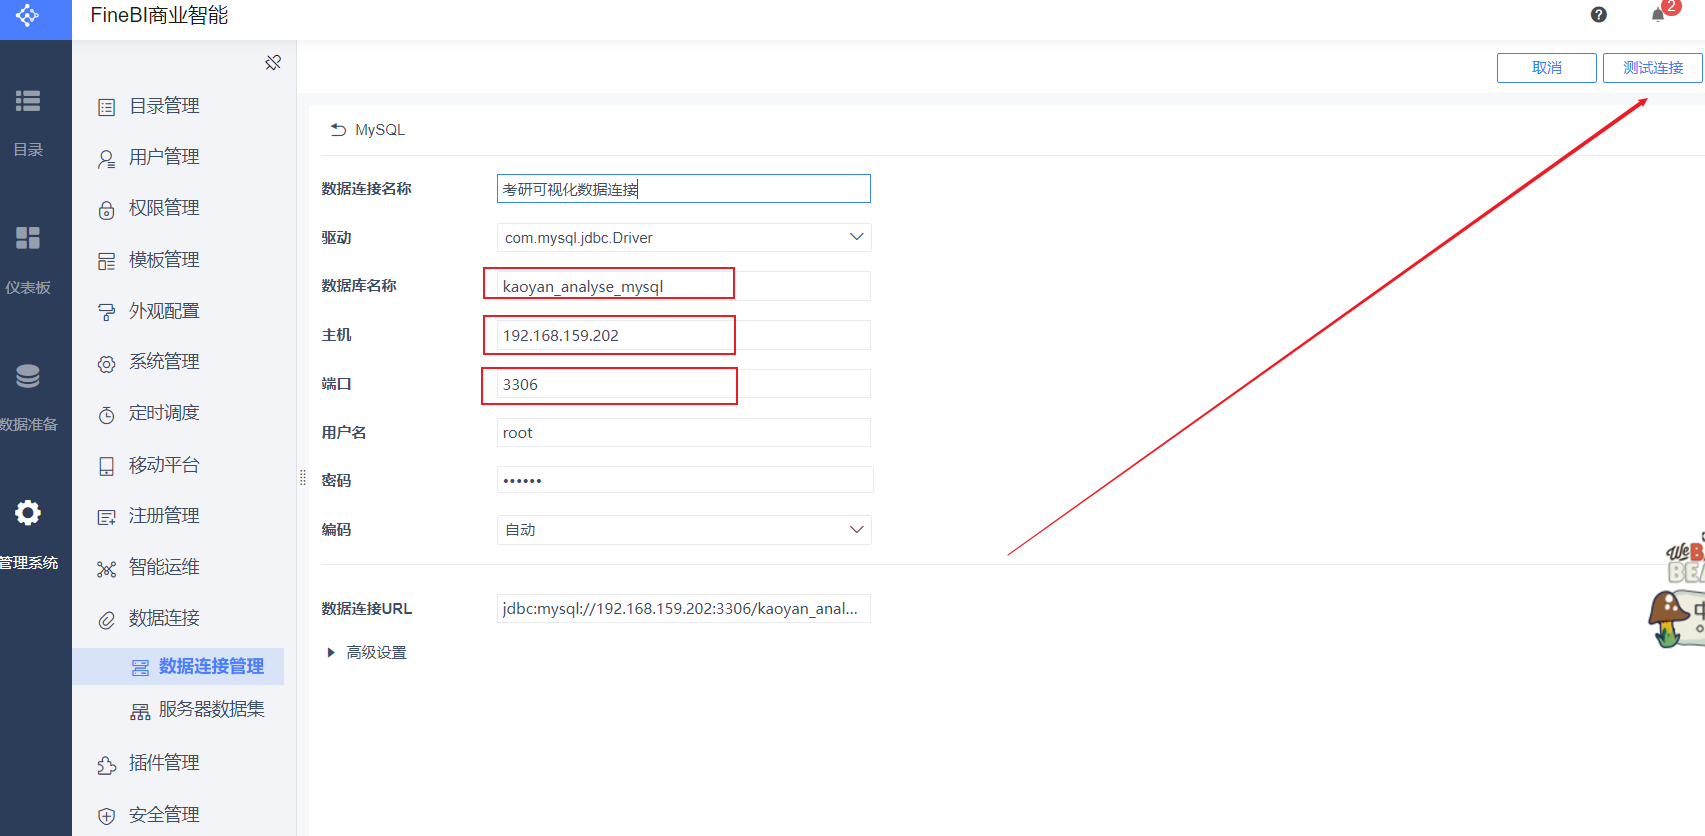 FineBI商业智能
2
取消
测试连接
目录
仪表板
数据准备
管理系统
目录管理
用户管理
权限管理
模板管理
外观配置
系统管理
定时调度
移动平台
注册管理
智能运维
数据连接
数据连接管理
服务器数据集
插件管理
安全管理
MySQL
数据连接名称
考研可视化数据连接
驱动
com.mysql.jdbc.Driver
数据库名称
kaoyan_analyse_mysql
主机
192.168.159.202
端口
3306
用户名
root
密码
••••••
编码
自动
数据连接URL
jdbc:mysql://192.168.159.202:3306/kaoyan_anal...
高级设置